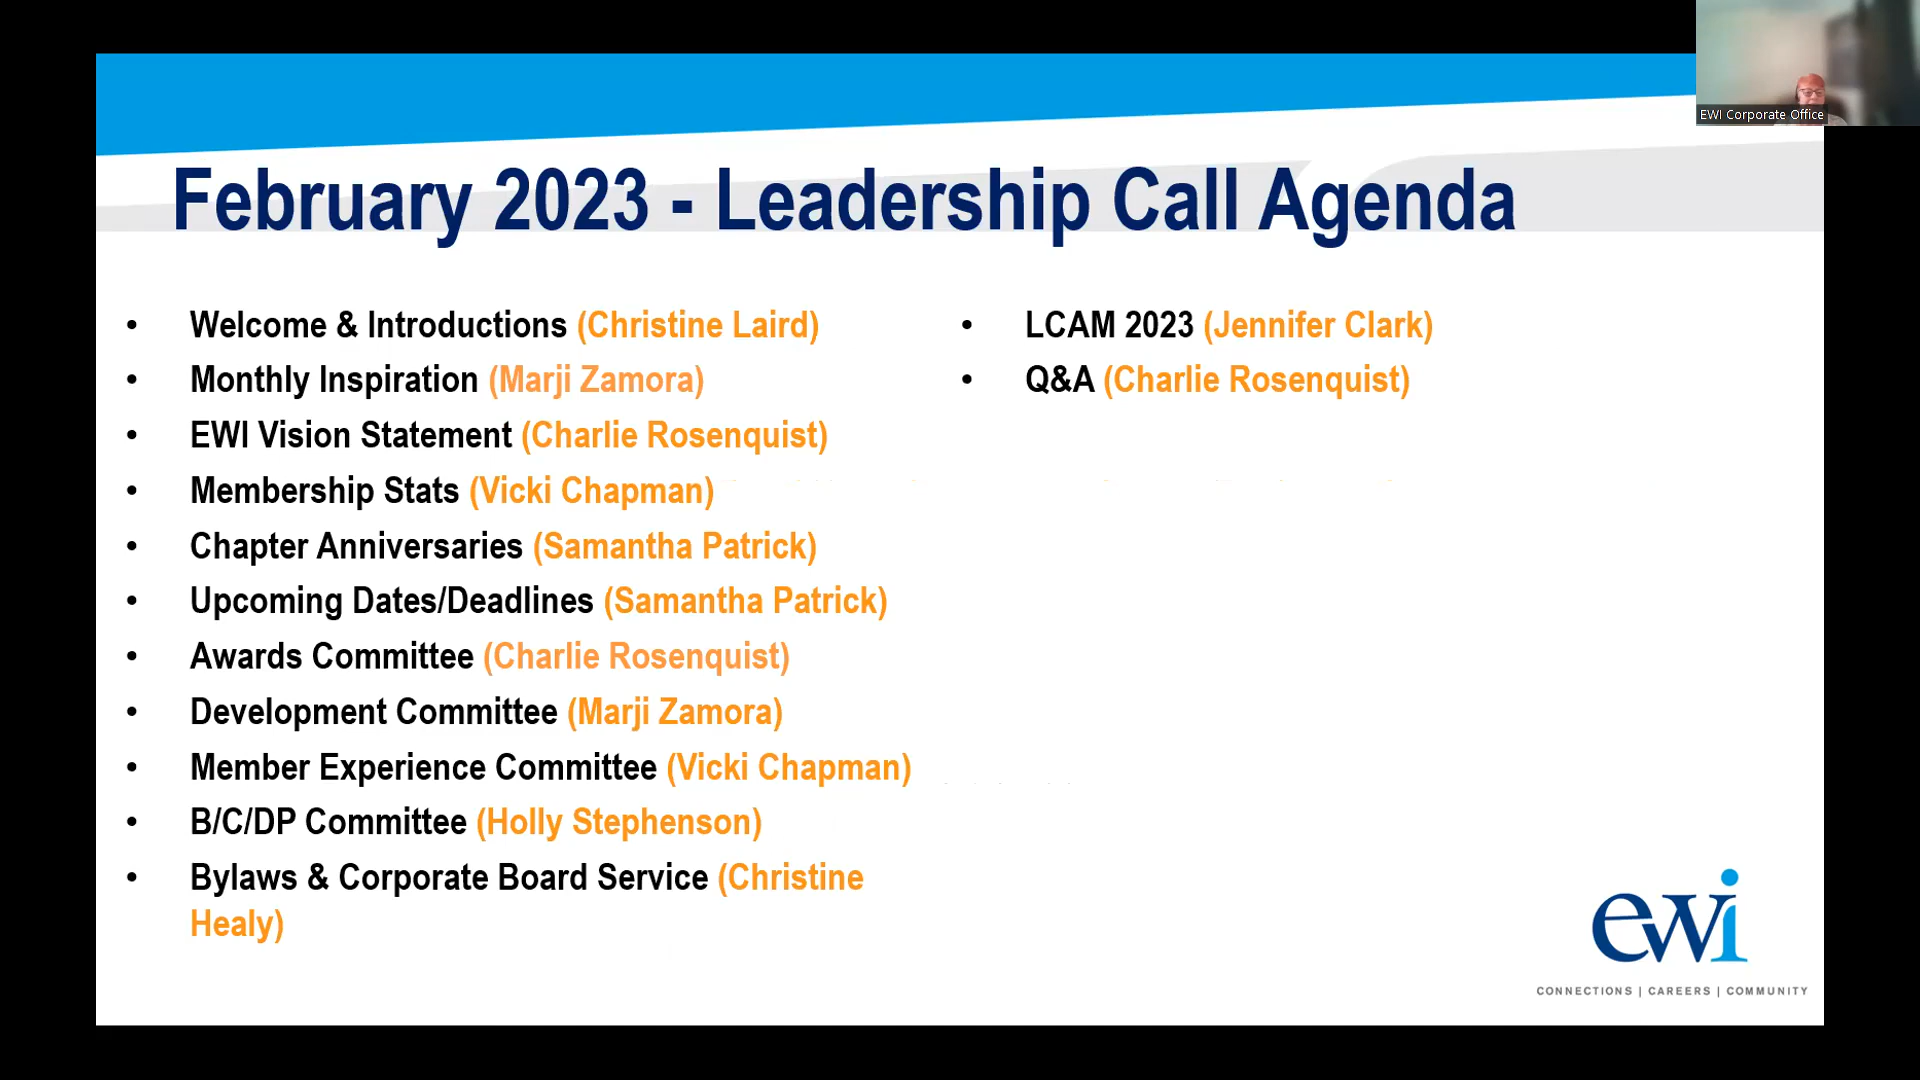 EWI Corporate Office
February 2023 - Leadership Call Agenda
• Welcome & Introductions (Christine Laird)
• Monthly Inspiration (Marji Zamora)
• EWI Vision Statement (Charlie Rosenquist)
• Membership Stats (Vicki Chapman)
• Chapter Anniversaries (Samantha Patrick)
• Upcoming Dates/Deadlines (Samantha Patrick)
• Awards Committee (Charlie Rosenquist)
• Development Committee (Marji Zamora)
• Member Experience Committee (Vicki Chapman)
• B/C/DP Committee (Holly Stephenson)
• Bylaws & Corporate Board Service (Christine
Healy)
• LCAM 2023 (Jennifer Clark)
• Q&A (Charlie Rosenquist)
ewi
CONNECTIONS | CAREERS | COMMUNITY